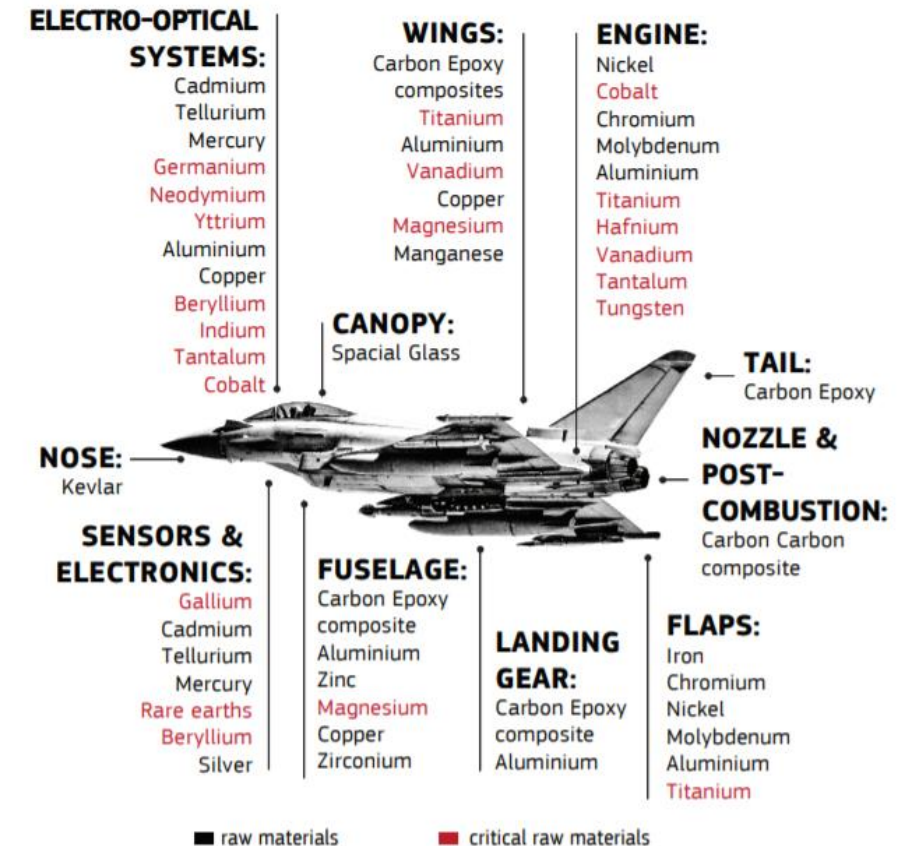 ELECTRO-OPTICAL
SYSTEMS:
Cadmium
Tellurium
Mercury
Germanium
Neodymium
Yttrium
Aluminium
Copper
Beryllium
Indium
Tantalum
Cobalt
WINGS:
Carbon Epoxy
composites
Titanium
Aluminium
Vanadium
Copper
Magnesium
Manganese
ENGINE:
Nickel
Cobalt
Chromium
Molybdenum
Aluminium
Titanium
Hafnium
Vanadium
Tantalum
Tungsten
CANOPY:
Spacial Glass
TAIL:
Carbon Epoxy
NOSE:
Kevlar
NOZZLE &
POST-
COMBUSTION:
Carbon Carbon
composite
SENSORS &
ELECTRONICS:
Gallium
Cadmium
Tellurium
Mercury
Rare earths
Beryllium
Silver
FUSELAGE:
Carbon Epoxy
composite
Aluminium
Zinc
Magnesium
Copper
Zirconium
LANDING
GEAR:
Carbon Epoxy
composite
Aluminium
FLAPS:
Iron
Chromium
Nickel
Molybdenum
Aluminium
Titanium
raw materials
critical raw materials